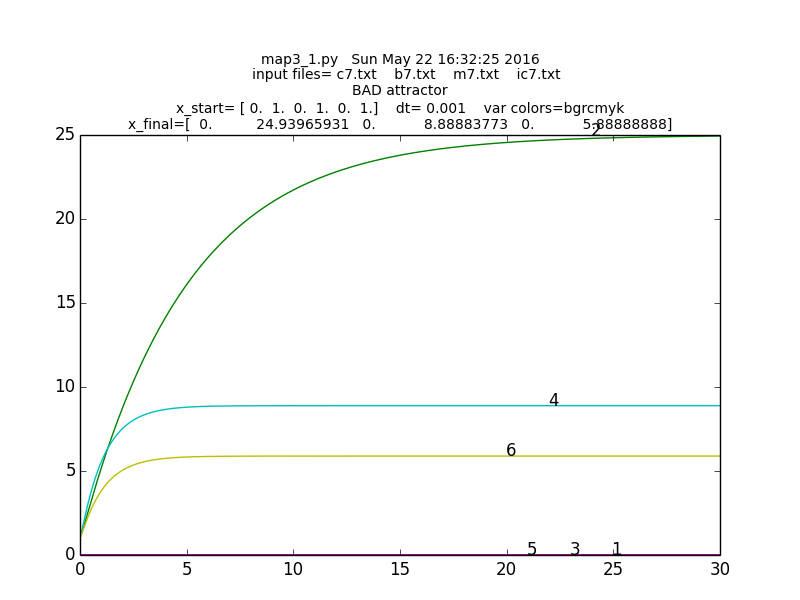 map3_1.py Sun May 22 16:32:25 2016
input files= c7.txt b7.txt m7.txt ic7.txt
BAD attractor
x_start= [ 0. 1. 0. 1. 0. 1.] dt= 0.001 var colors=bgrcmyk
x_final=[ 0. 24.93965931 0. 8.88883773 0. 5.88888888]
2
25
20
15
10
4
6
5
5 3 1
0
0 5 10 15 20 25 30